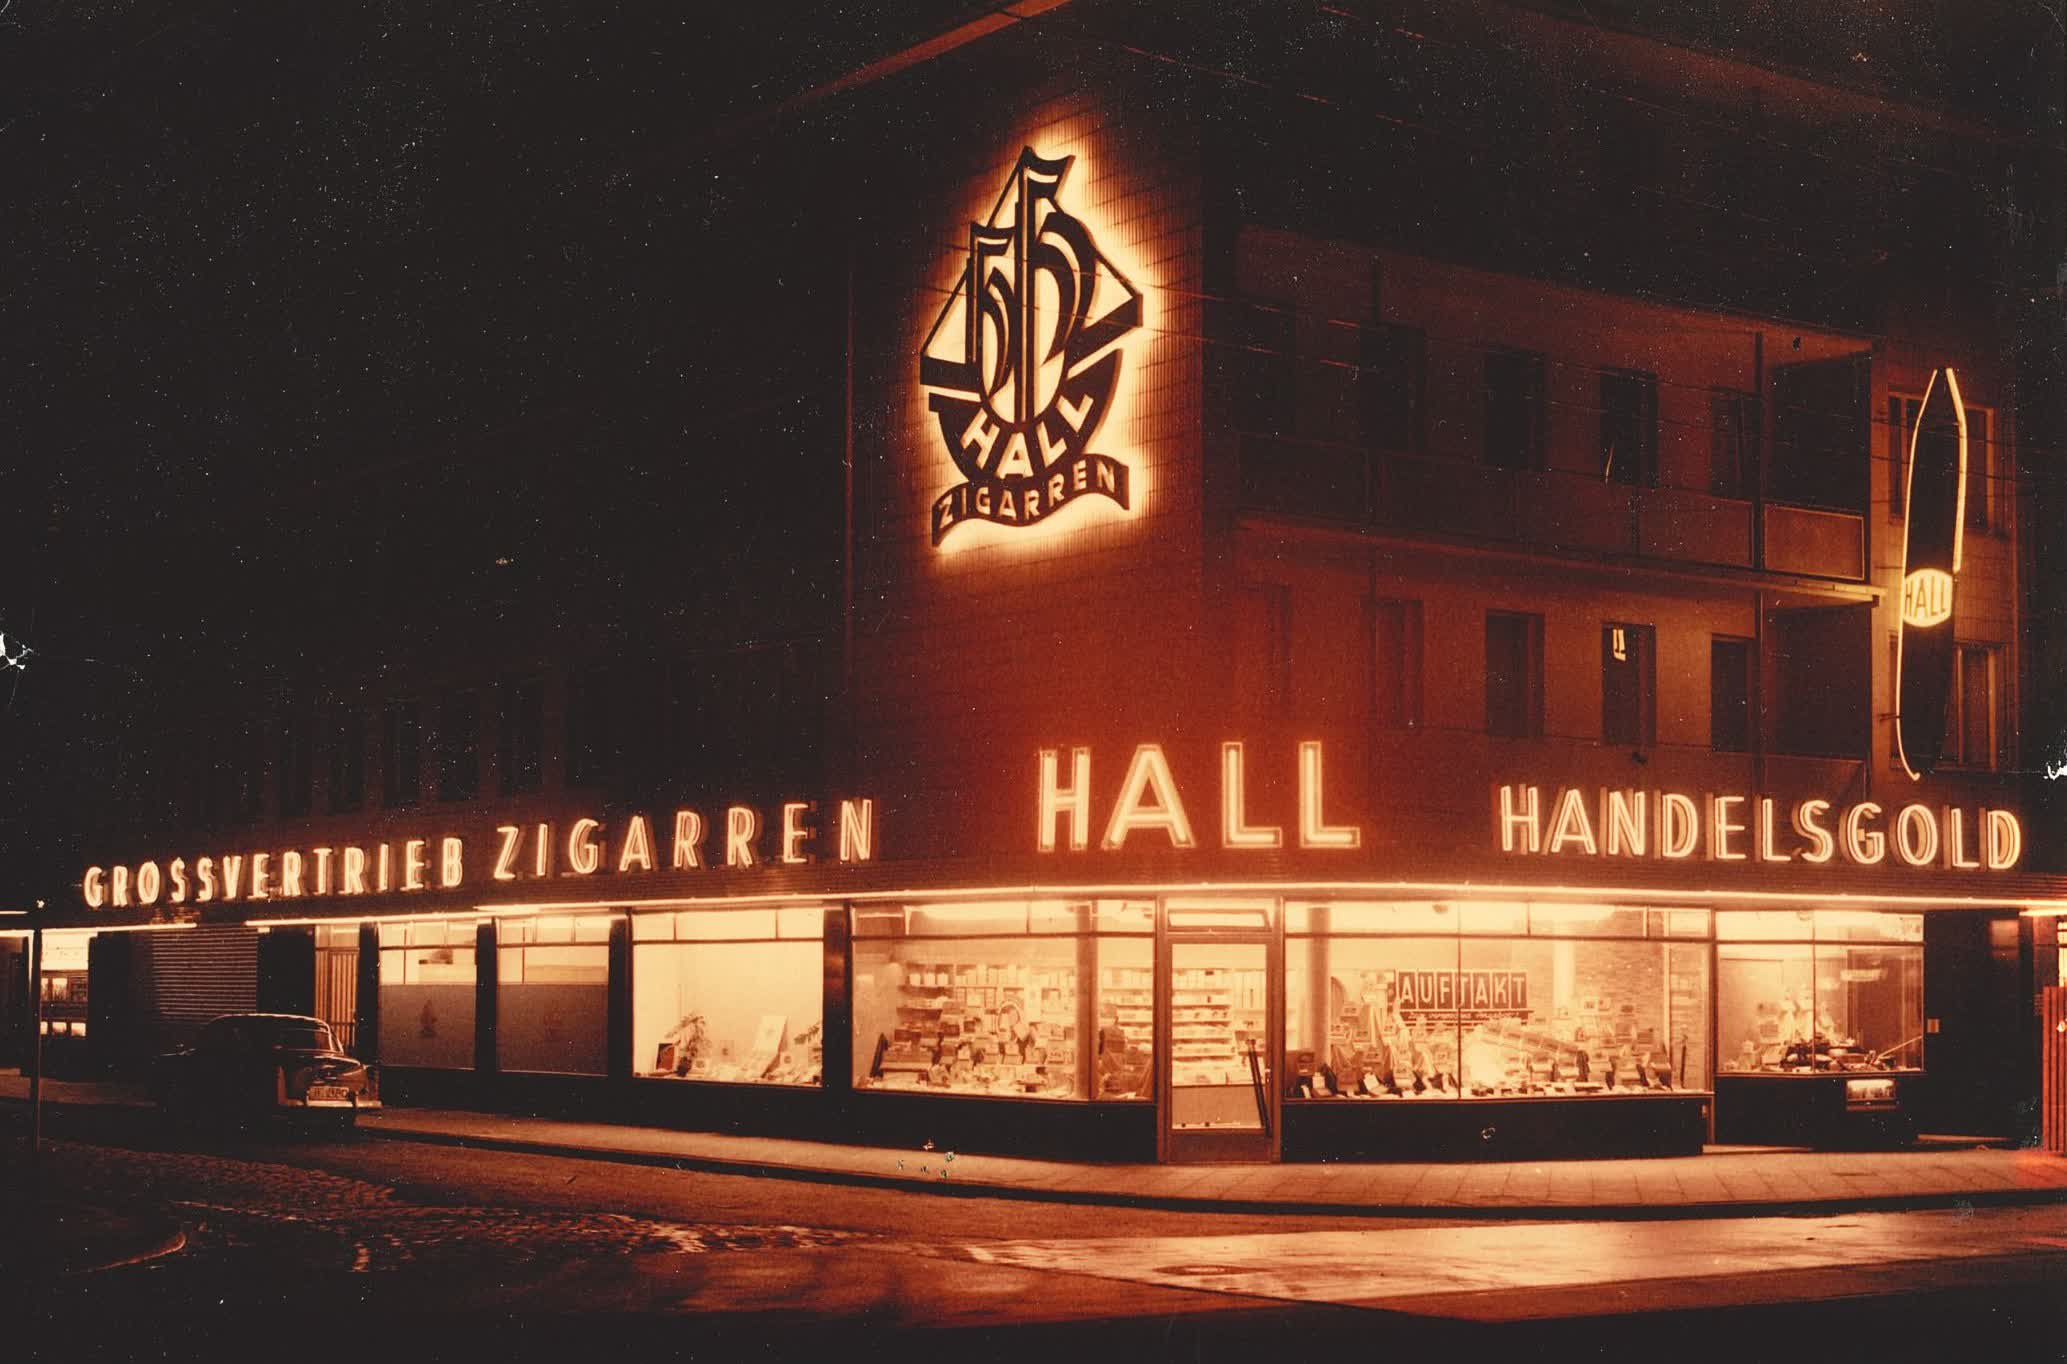 HALL
ZIGARREN
HALL
GROSSVERTRIEB ZIGARREN
HALL
HANDELSGOLD
AUFTAKT